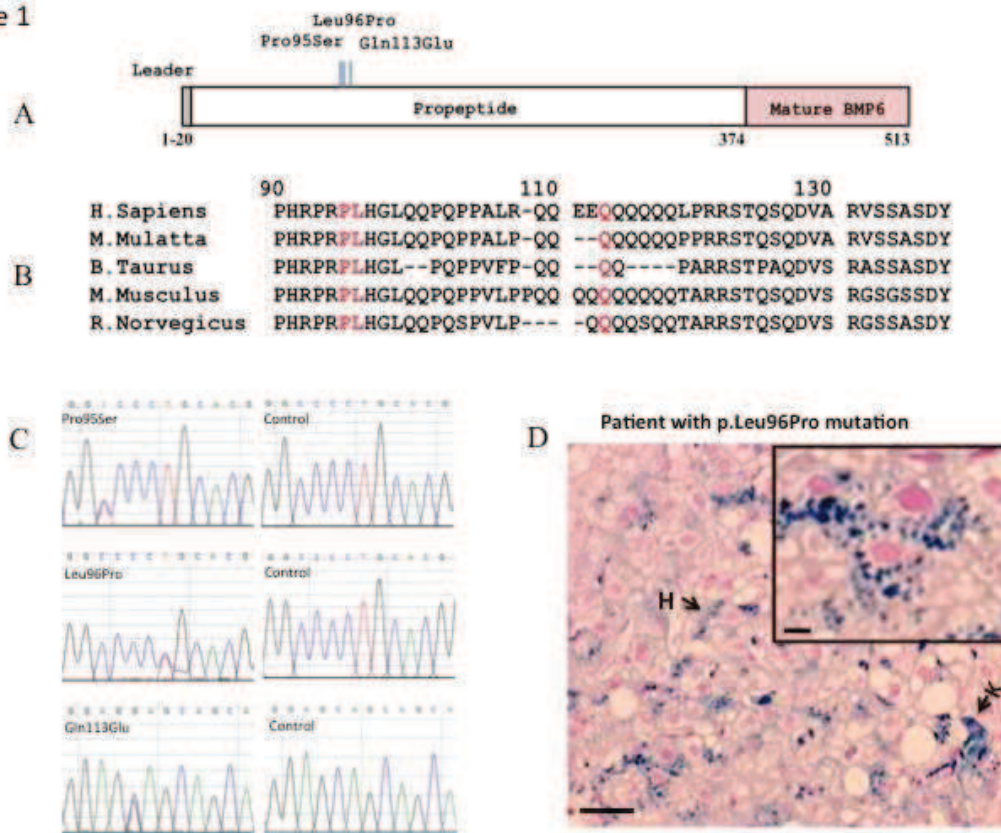 e 1
Leu96Pro
Pro95Ser Gln113Glu
Leader
A
Propeptide
Mature BMP6
1-20
374
513
90 110 130
B
H.Sapiens PHRPRPLHGLQQPQPPALR-QQ EEQQQQQQLPRRSTQSQDVA RVSSASDY
M.Mulatta PHRPRPLHGLQQPQPPALP-QQ --QQQQQQPPRRSTQSQDVA RVSSASDY
B.Taurus PHRPRPLHGL--PQPPVFP-QQ --QQ----PARRSTPAQDVS RASSASDY
M.Musculus PHRPRPLHGLQQPQPPVLPPQQ QQQQQQQQTARRSTQSQDVS RGSGSSDY
R.Norvegicus PHRPRPLHGLQQPQSPVLP---- -QQQQSQQTARRSTQSQDVS RGSSASDY
C
Pro95Ser
Control
Leu96Pro
Control
Gln113Glu
Control
D
Patient with p.Leu96Pro mutation
H
K